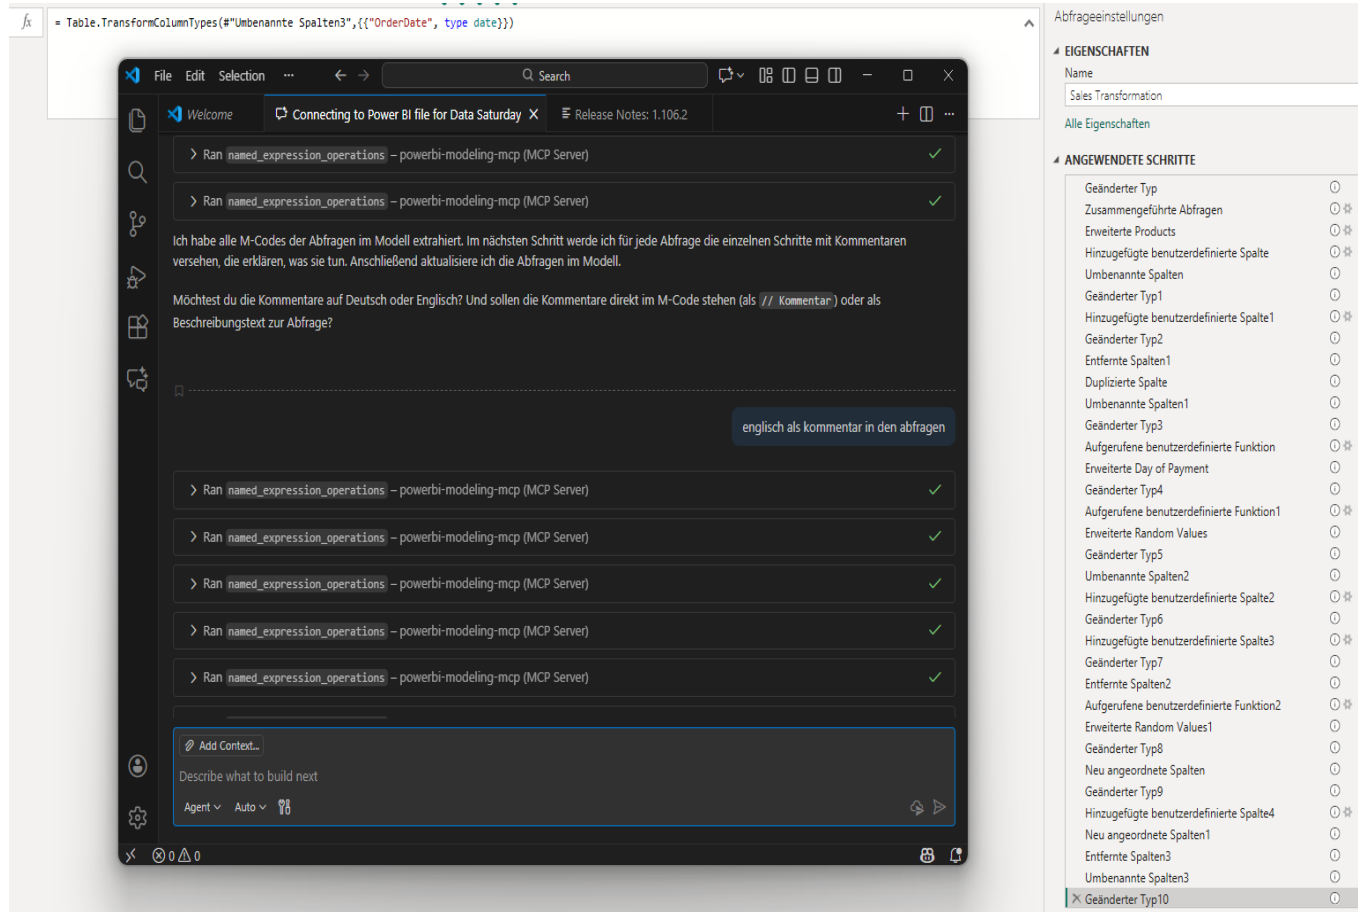 fx
= Table.TransformColumnTypes(#"Umbenannte Spalten3",{{"OrderDate", type date}})
File Edit Selection ···
Search
Welcome
Connecting to Power BI file for Data Saturday
Release Notes: 1.106.2
Ran named_expression_operations – powerbi-modeling-mcp (MCP Server)
Ran named_expression_operations – powerbi-modeling-mcp (MCP Server)
Ich habe alle M-Codes der Abfragen im Modell extrahiert. Im nächsten Schritt werde ich für jede Abfrage die einzelnen Schritte mit Kommentaren
versehen, die erklären, was sie tun. Anschließend aktualisiere ich die Abfragen im Modell.
Möchtest du die Kommentare auf Deutsch oder Englisch? Und sollen die Kommentare direkt im M-Code stehen (als // Kommentar) oder als
Beschreibungstext zur Abfrage?
englisch als kommentar in den abfragen
Ran named_expression_operations – powerbi-modeling-mcp (MCP Server)
Ran named_expression_operations – powerbi-modeling-mcp (MCP Server)
Ran named_expression_operations – powerbi-modeling-mcp (MCP Server)
Ran named_expression_operations – powerbi-modeling-mcp (MCP Server)
Ran named_expression_operations – powerbi-modeling-mcp (MCP Server)
Add Context...
Describe what to build next
Agent Auto
0 0
Abfrageeinstellungen
EIGENSCHAFTEN
Name
Sales Transformation
Alle Eigenschaften
ANGEWENDETE SCHRITTE
Geänderter Typ
Zusammengeführte Abfragen
Erweiterte Products
Hinzugefügte benutzerdefinierte Spalte
Umbenannte Spalten
Geänderter Typ1
Hinzugefügte benutzerdefinierte Spalte1
Geänderter Typ2
Entfernte Spalten1
Duplizierte Spalte
Umbenannte Spalten1
Geänderter Typ3
Aufgerufene benutzerdefinierte Funktion
Erweiterte Day of Payment
Geänderter Typ4
Aufgerufene benutzerdefinierte Funktion1
Erweiterte Random Values
Geänderter Typ5
Umbenannte Spalten2
Hinzugefügte benutzerdefinierte Spalte2
Geänderter Typ6
Hinzugefügte benutzerdefinierte Spalte3
Geänderter Typ7
Entfernte Spalten2
Aufgerufene benutzerdefinierte Funktion2
Erweiterte Random Values1
Geänderter Typ8
Neu angeordnete Spalten
Geänderter Typ9
Hinzugefügte benutzerdefinierte Spalte4
Neu angeordnete Spalten1
Entfernte Spalten3
Umbenannte Spalten3
Geänderter Typ10